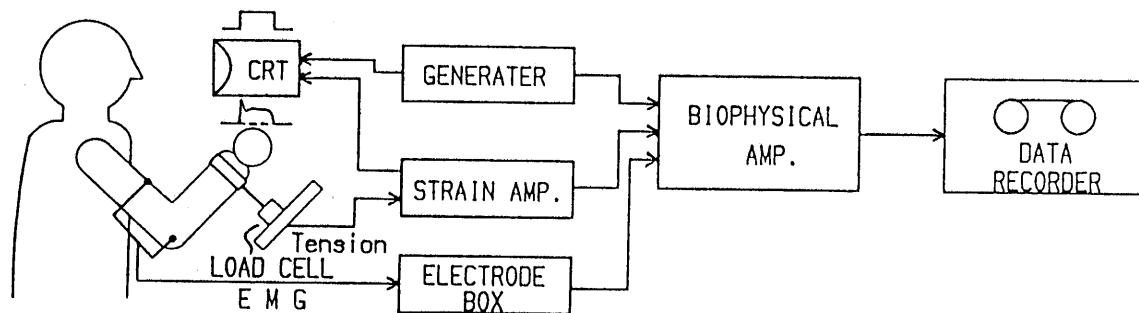 CRT
GENERATER
BIOPHYSICAL
AMP.
DATA
RECORDER
STRAIN AMP.
Tension
LOAD CELL
E M G
ELECTRODE
BOX